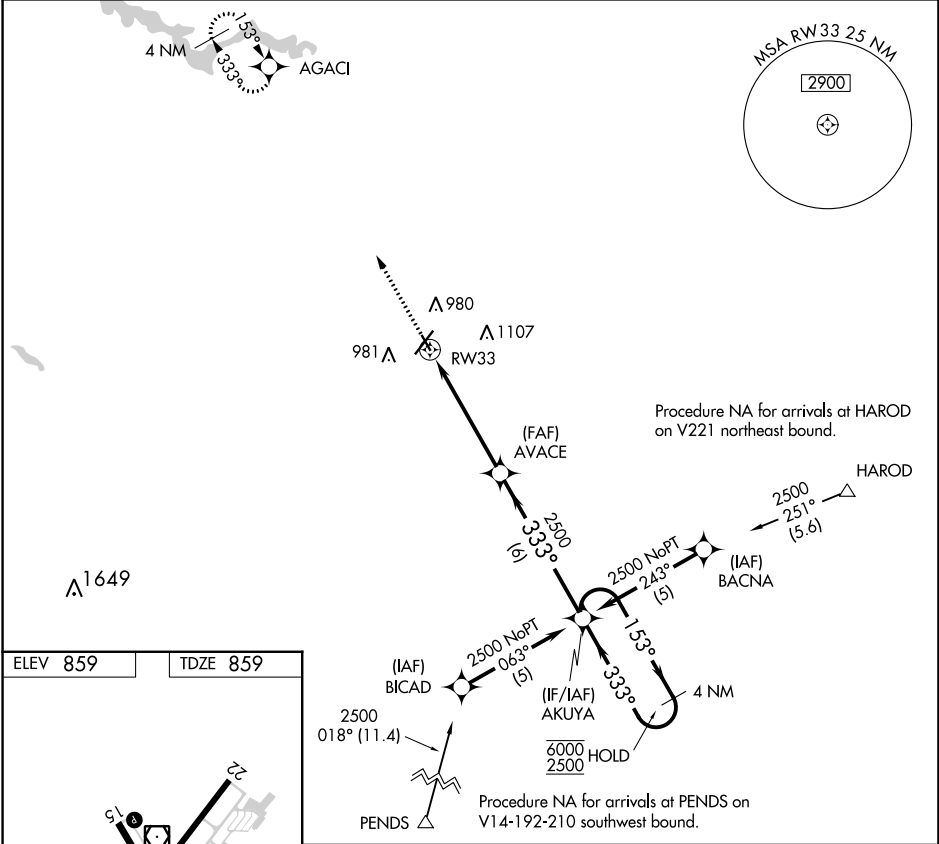 153°
4 NM
333°
AGACI
MSA RW33 25 NM
2900
980
1107
981
RW33
Procedure NA for arrivals at HAROD
on V221 northeast bound.
(FAF)
AVACE
HAROD
2500
251°
(5.6)
2500
333°
(6)
2500 NoPT
243°
(5)
(IAF)
BACNA
1649
153°
333°
4 NM
2500 NoPT
063°
(5)
(IAF)
BICAD
(IF/IAF)
AKUYA
6000
2500
HOLD
2500
018° (11.4)
PENDS
Procedure NA for arrivals at PENDS on
V14-192-210 southwest bound.
ELEV 859
TDZE 859
22
15
P